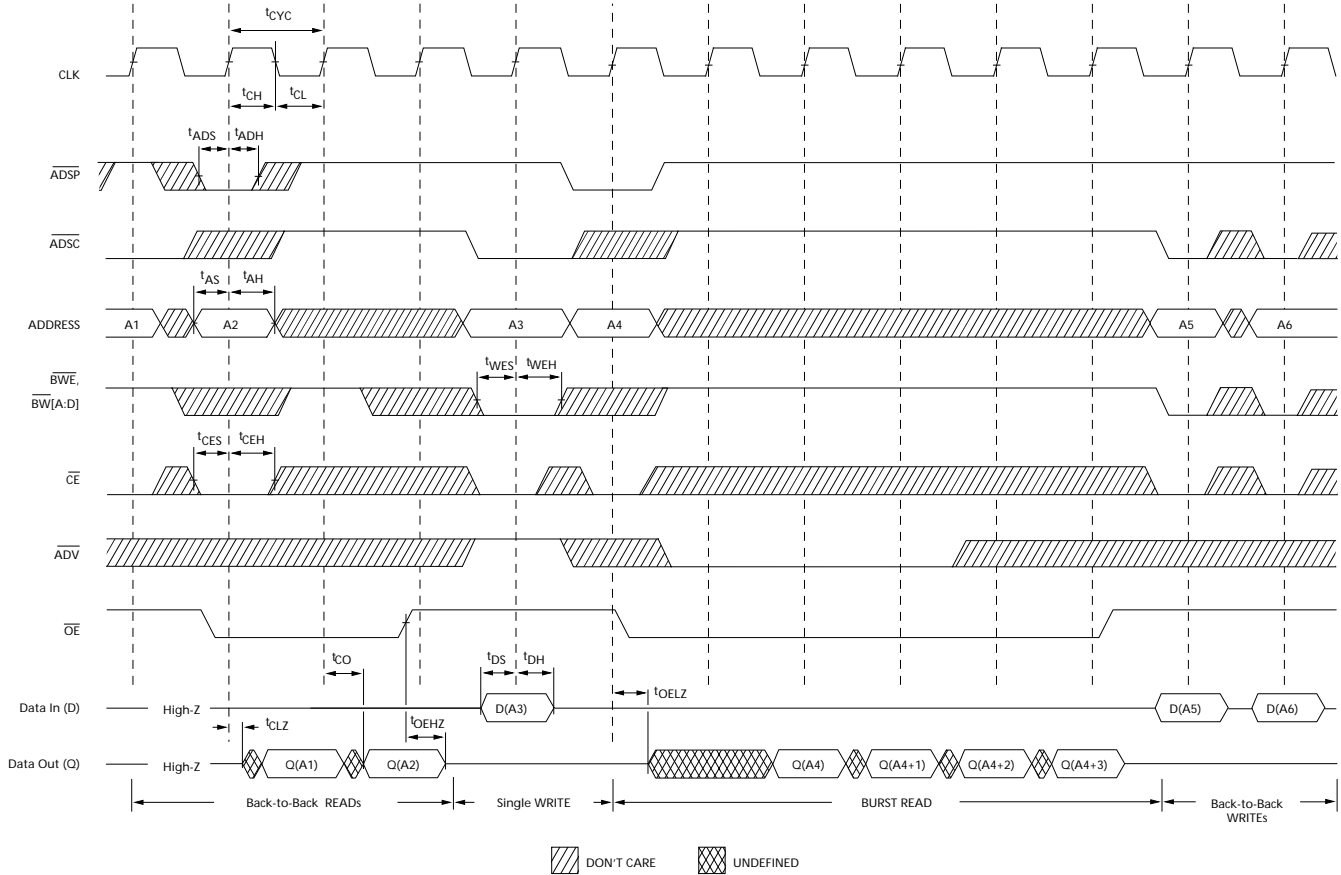 tCYC
CLK
tCH
tCL
tADS
tADH
ADSP
ADSC
tAS
tAH
ADDRESS
A1
A2
A3
A4
A5
A6
tWES
tWEH
BWE,
BW[A:D]
tCES
tCEH
CE
ADV
OE
tCO
tDS
tDH
tOELZ
Data In (D)
High-Z
D(A3)
D(A5)
D(A6)
tCLZ
tOEHZ
Data Out (Q)
High-Z
Q(A1)
Q(A2)
Q(A4)
Q(A4+1)
Q(A4+2)
Q(A4+3)
Back-to-Back READs
Single WRITE
BURST READ
Back-to-Back
WRITEs
DON'T CARE
UNDEFINED